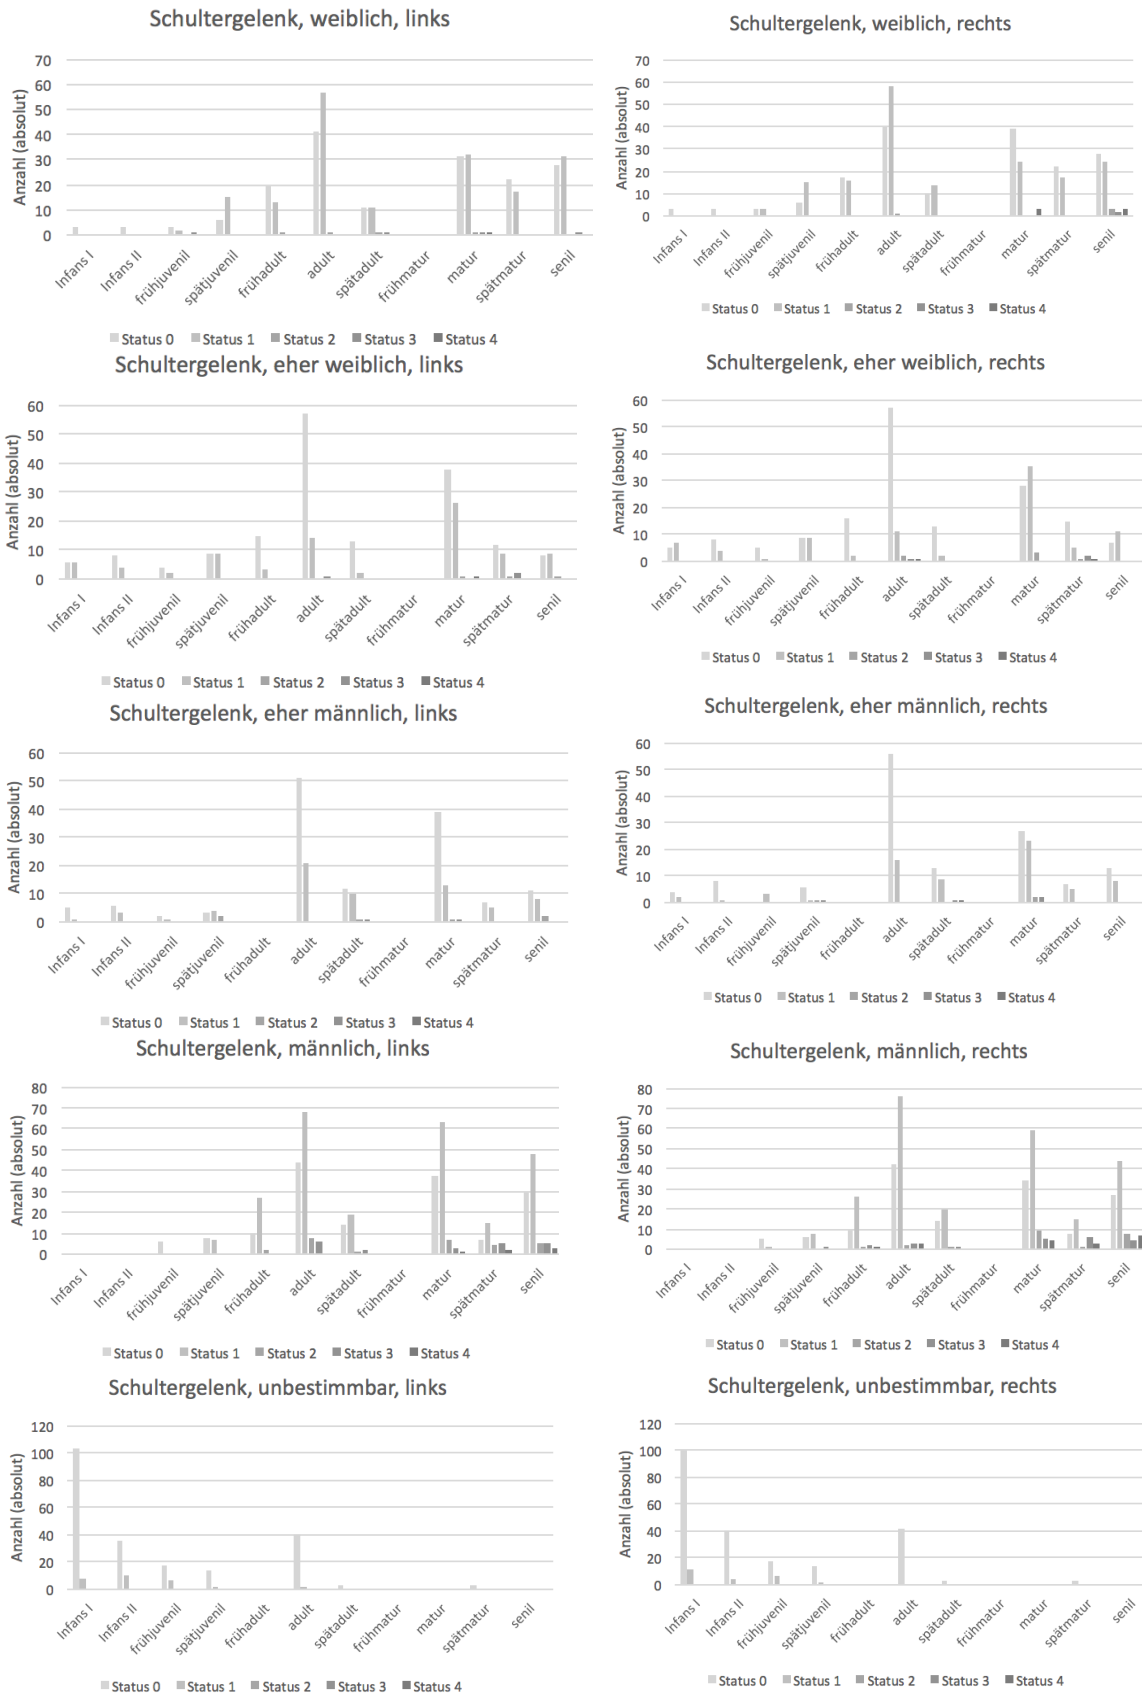 Schultergelenk, weiblich, links
Anzahl (absolut)
70
60
50
40
30
20
10
0
Infans I
Infans II
frühjuvenil
spätjuvenil
frühadult
adult
spätadult
frühmatur
matur
spätmatur
senil
Status 0 Status 1 Status 2 Status 3 Status 4
Schultergelenk, weiblich, rechts
Anzahl (absolut)
70
60
50
40
30
20
10
0
Infans I
Infans II
frühjuvenil
spätjuvenil
frühadult
adult
spätadult
frühmatur
matur
spätmatur
senil
Status 0 Status 1 Status 2 Status 3 Status 4
Schultergelenk, eher weiblich, links
Anzahl (absolut)
60
50
40
30
20
10
0
Infans I
Infans II
frühjuvenil
spätjuvenil
frühadult
adult
spätadult
frühmatur
matur
spätmatur
senil
Status 0 Status 1 Status 2 Status 3 Status 4
Schultergelenk, eher weiblich, rechts
Anzahl (absolut)
60
50
40
30
20
10
0
Infans I
Infans II
frühjuvenil
spätjuvenil
frühadult
adult
spätadult
frühmatur
matur
spätmatur
senil
Status 0 Status 1 Status 2 Status 3 Status 4
Schultergelenk, eher männlich, links
Anzahl (absolut)
60
50
40
30
20
10
0
Infans I
Infans II
frühjuvenil
spätjuvenil
frühadult
adult
spätadult
frühmatur
matur
spätmatur
senil
Status 0 Status 1 Status 2 Status 3 Status 4
Schultergelenk, eher männlich, rechts
Anzahl (absolut)
60
50
40
30
20
10
0
Infans I
Infans II
frühjuvenil
spätjuvenil
frühadult
adult
spätadult
frühmatur
matur
spätmatur
senil
Status 0 Status 1 Status 2 Status 3 Status 4
Schultergelenk, männlich, links
Anzahl (absolut)
80
70
60
50
40
30
20
10
0
Infans I
Infans II
frühjuvenil
spätjuvenil
frühadult
adult
spätadult
frühmatur
matur
spätmatur
senil
Status 0 Status 1 Status 2 Status 3 Status 4
Schultergelenk, männlich, rechts
Anzahl (absolut)
80
70
60
50
40
30
20
10
0
Infans I
Infans II
frühjuvenil
spätjuvenil
frühadult
adult
spätadult
frühmatur
matur
spätmatur
senil
Status 0 Status 1 Status 2 Status 3 Status 4
Schultergelenk, unbestimmbar, links
Anzahl (absolut)
120
100
80
60
40
20
0
Infans I
Infans II
frühjuvenil
spätjuvenil
frühadult
adult
spätadult
frühmatur
matur
spätmatur
senil
Status 0 Status 1 Status 2 Status 3 Status 4
Schultergelenk, unbestimmbar, rechts
Anzahl (absolut)
120
100
80
60
40
20
0
Infans I
Infans II
frühjuvenil
spätjuvenil
frühadult
adult
spätadult
frühmatur
matur
spätmatur
senil
Status 0 Status 1 Status 2 Status 3 Status 4